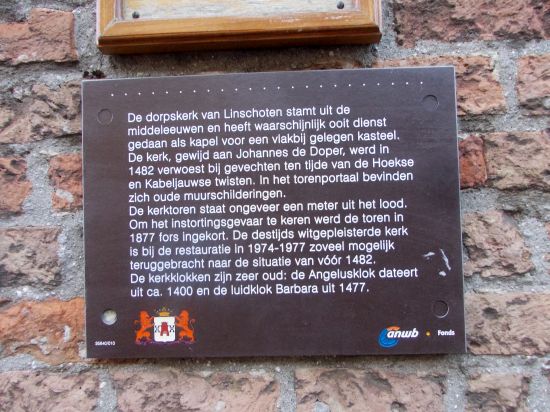 De dorpskerk van Linschoten stamt uit de
middeleeuwen en heeft waarschijnlijk ooit dienst
gedaan als kapel voor een vlakbij gelegen kasteel.
De kerk, gewijd aan Johannes de Doper, werd in
1482 verwoest bij gevechten ten tijde van de Hoekse
en Kabeljauwse twisten. In het torenportaal bevinden
zich oude muurschilderingen.
De kerktoren staat ongeveer een meter uit het lood.
Om het instortingsgevaar te keren werd de toren in
1877 fors ingekort. De destijds witgepleisterde kerk
is bij de restauratie in 1974-1977 zoveel mogelijk
teruggebracht naar de situatie van vóór 1482.
De kerkklokken zijn zeer oud: de Angelusklok dateert
uit ca. 1400 en de luidklok Barbara uit 1477.
anwb • Fonds